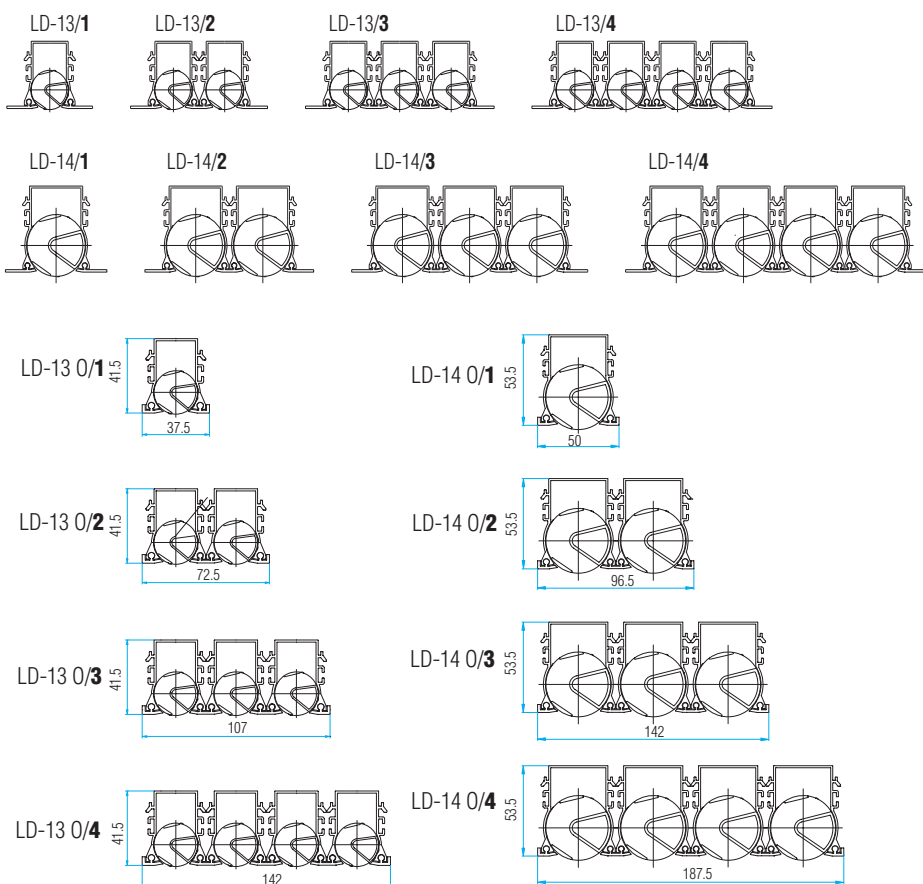 LD-13/1 LD-13/2 LD-13/3 LD-13/4
LD-14/1 LD-14/2 LD-14/3 LD-14/4
LD-13 O/1 41.5 37.5
LD-14 O/1 53.5 50
LD-13 O/2 41.5 72.5
LD-14 O/2 53.5 96.5
LD-13 O/3 41.5 107
LD-14 O/3 53.5 142
LD-13 O/4 41.5 142
LD-14 O/4 53.5 187.5